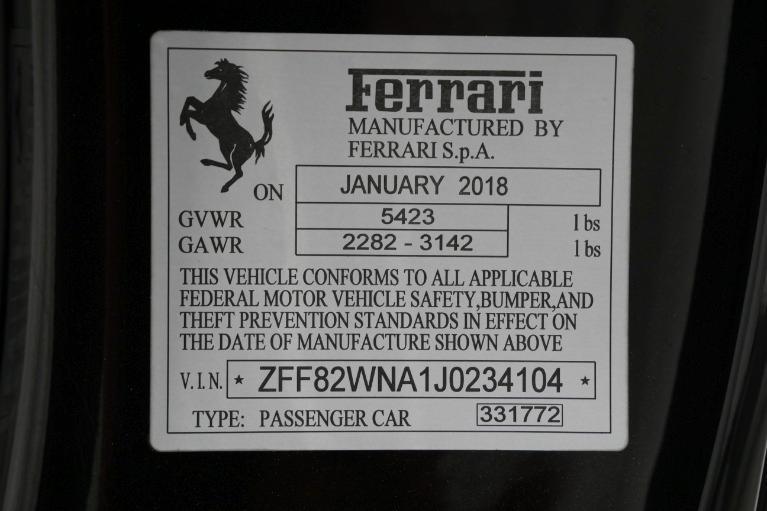 Ferrari
MANUFACTURED BY
FERRARI S.p.A.
ON JANUARY 2018
GVWR 5423 lbs
GAWR 2282 - 3142 lbs
THIS VEHICLE CONFORMS TO ALL APPLICABLE
FEDERAL MOTOR VEHICLE SAFETY,BUMPER,AND
THEFT PREVENTION STANDARDS IN EFFECT ON
THE DATE OF MANUFACTURE SHOWN ABOVE
V.I.N. * ZFF82WNA1J0234104 *
TYPE: PASSENGER CAR 331772